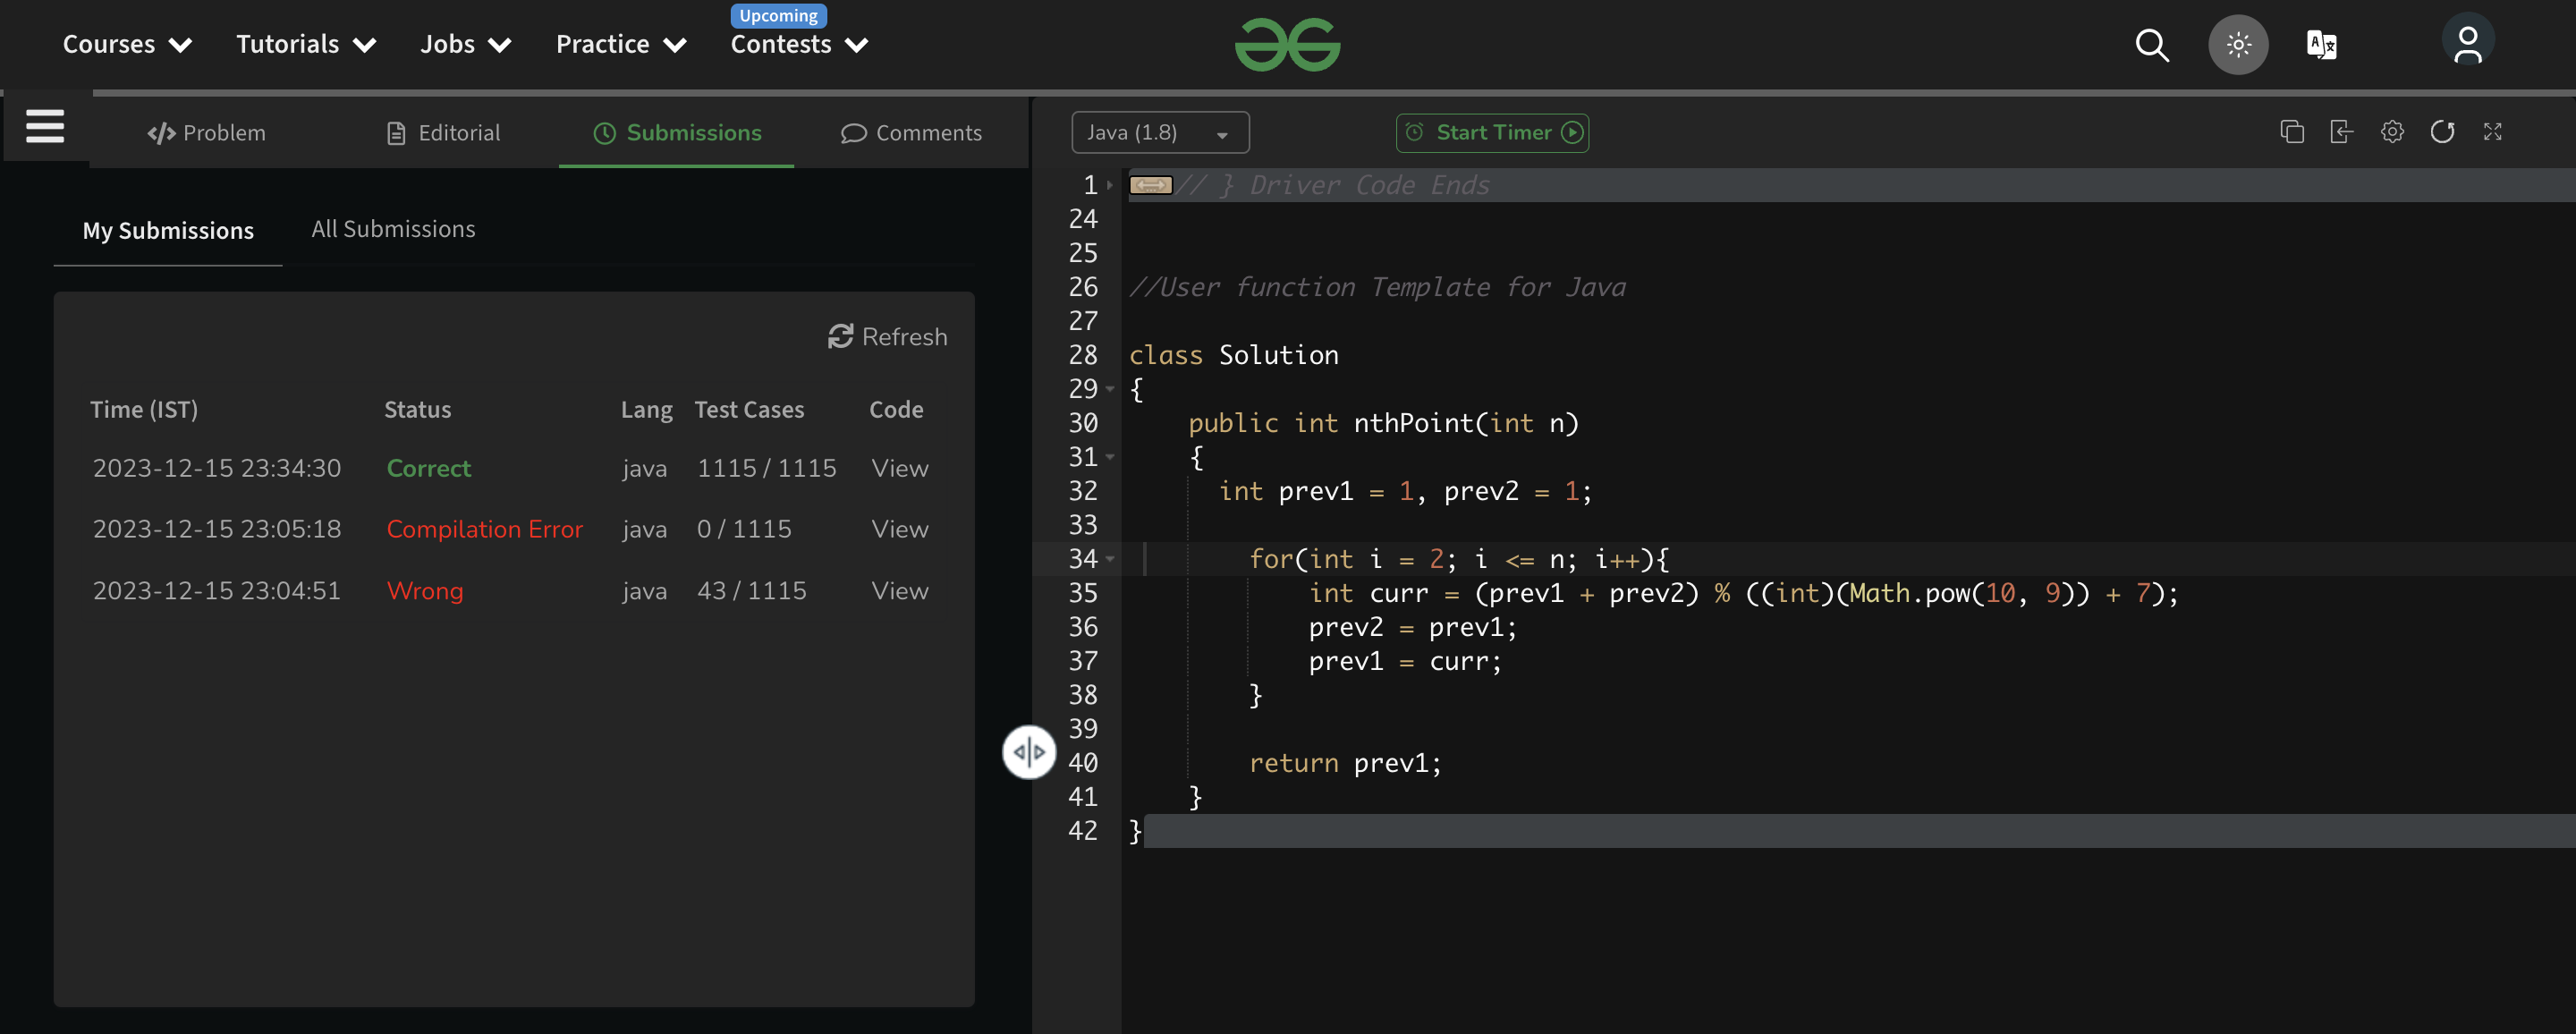 Upcoming
Courses Tutorials Jobs Practice Contests
Problem Editorial Submissions Comments
My Submissions All Submissions
Refresh
Time (IST) Status Lang Test Cases Code
2023-12-15 23:34:30 Correct java 1115 / 1115 View
2023-12-15 23:05:18 Compilation Error java 0 / 1115 View
2023-12-15 23:04:51 Wrong java 43 / 1115 View
Java (1.8) Start Timer
1 // } Driver Code Ends
24
25
26 //User function Template for Java
27
28 class Solution
29 {
30 public int nthPoint(int n)
31 {
32 int prev1 = 1, prev2 = 1;
33
34 for(int i = 2; i <= n; i++){
35 int curr = (prev1 + prev2) % ((int)(Math.pow(10, 9)) + 7);
36 prev2 = prev1;
37 prev1 = curr;
38 }
39
40 return prev1;
41 }
42 }